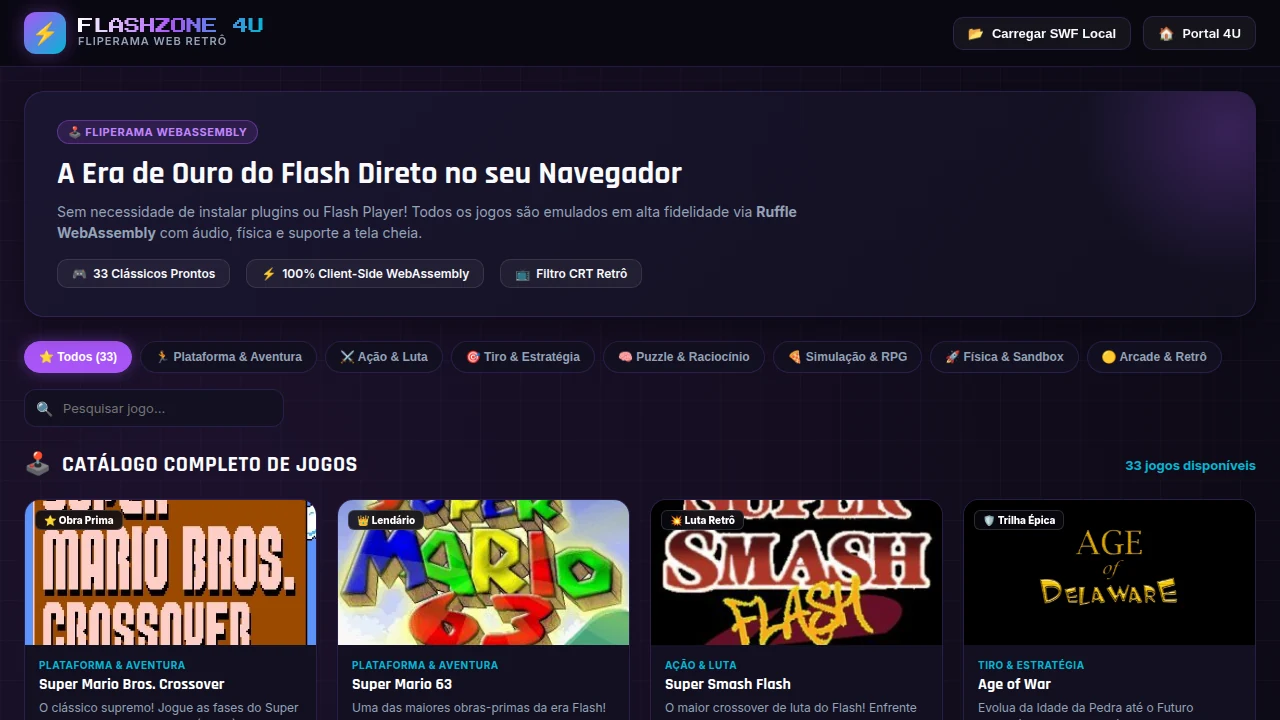 FLASHZONE 4U
FLIPERAMA WEB RETRÔ
Carregar SWF Local
Portal 4U
FLIPERAMA WEBASSEMBLY
A Era de Ouro do Flash Direto no seu Navegador
Sem necessidade de instalar plugins ou Flash Player! Todos os jogos são emulados em alta fidelidade via Ruffle
WebAssembly com áudio, física e suporte a tela cheia.
33 Clássicos Prontos
100% Client-Side WebAssembly
Filtro CRT Retrô
Todos (33)
Plataforma & Aventura
Ação & Luta
Tiro & Estratégia
Puzzle & Raciocínio
Simulação & RPG
Física & Sandbox
Arcade & Retrô
Pesquisar jogo...
CATÁLOGO COMPLETO DE JOGOS
33 jogos disponíveis
Obra Prima
SUPER
MARIO BROS.
CROSSOVER
PLATAFORMA & AVENTURA
Super Mario Bros. Crossover
O clássico supremo! Jogue as fases do Super
Lendário
SUPER
MARIO
63
PLATAFORMA & AVENTURA
Super Mario 63
Uma das maiores obras-primas da era Flash!
Luta Retrô
SUPER
SMASH
FLASH
AÇÃO & LUTA
Super Smash Flash
O maior crossover de luta do Flash! Enfrente
Trilha Épica
AGE
of
DELAWARE
TIRO & ESTRATÉGIA
Age of War
Evolua da Idade da Pedra até o Futuro